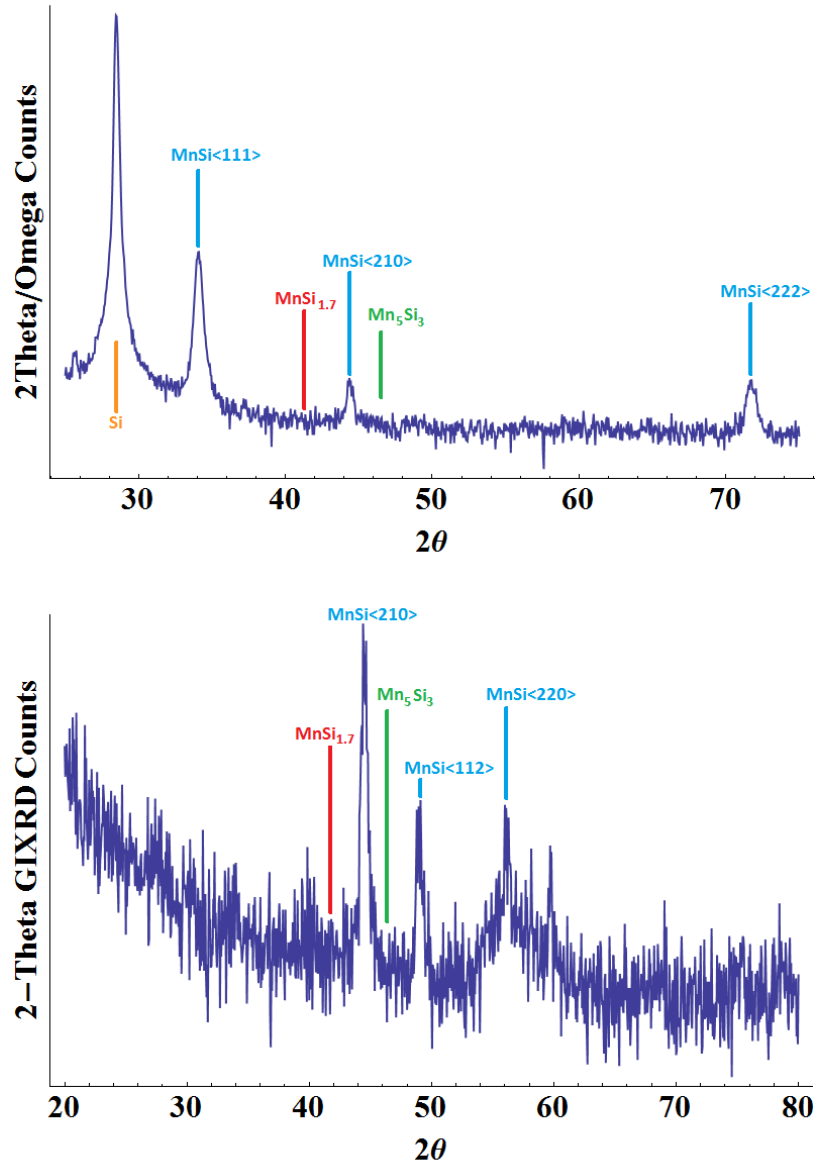 2Theta/Omega Counts
MnSi<111>
MnSi<210>
MnSi<222>
MnSi₁.₇
Mn₅Si₃
Si
30 40 50 60 70
2θ
2−Theta GIXRD Counts
MnSi<210>
Mn₅Si₃
MnSi<220>
MnSi₁.₇
MnSi<112>
20 30 40 50 60 70 80
2θ